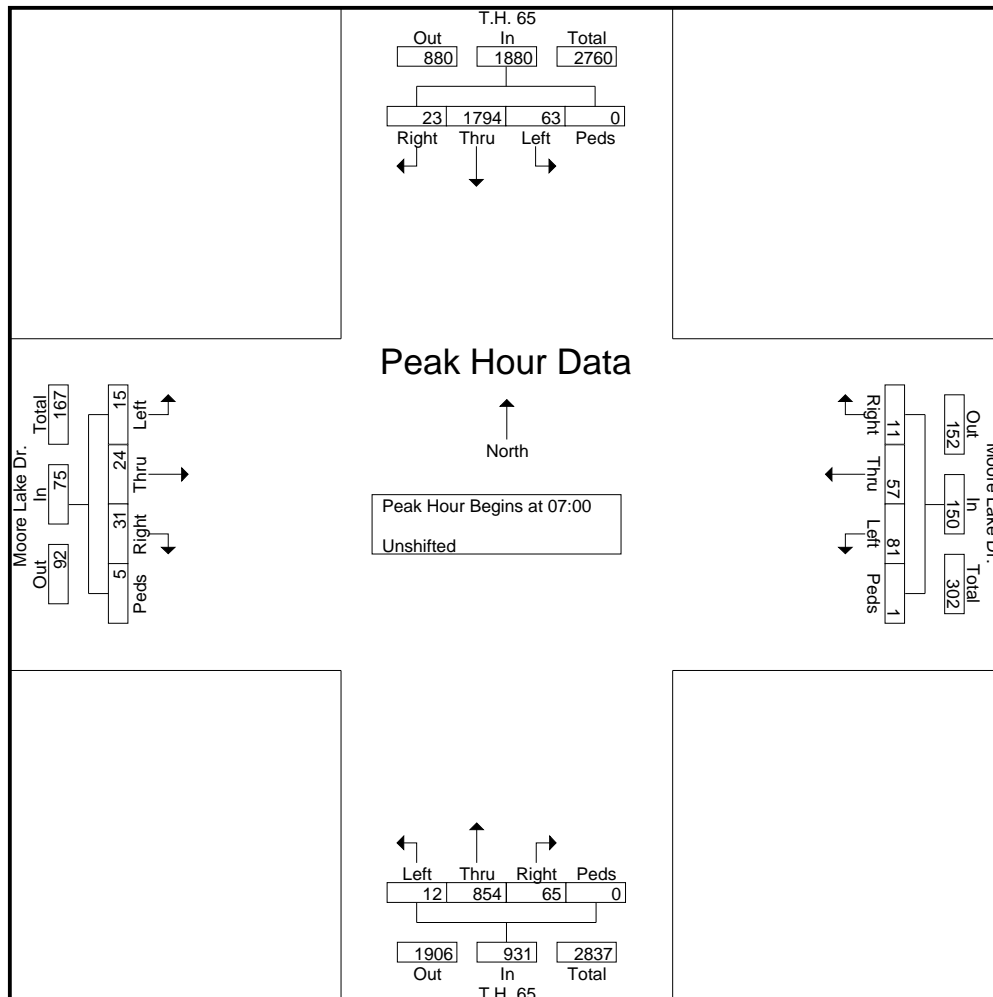 T.H. 65
Out In Total
880 1880 2760
23 1794 63 0
Right Thru Left Peds
Peak Hour Data
North
Peak Hour Begins at 07:00
Unshifted
Moore Lake Dr.
Out In Total
92 75 167
15 24 31 5
Left Thru Right Peds
Moore Lake Dr.
Out In Total
152 150 302
11 57 81 1
Right Thru Left Peds
Left Thru Right Peds
12 854 65 0
1906 931 2837
Out In Total
T.H. 65